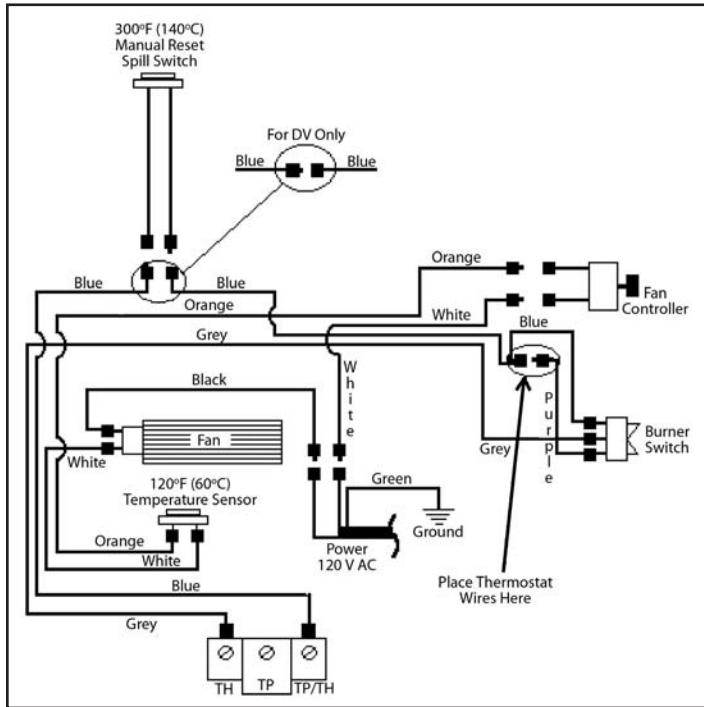 300ºF (140ºC)
Manual Reset
Spill Switch
For DV Only
Blue
Blue
Orange
Blue
Blue
Orange
White
Fan
Controller
Grey
Blue
Black
White
Purple
Fan
White
Grey
Burner
Switch
120ºF (60ºC)
Temperature Sensor
Green
Ground
Orange
White
Power
120 V AC
Place Thermostat
Wires Here
Blue
Grey
TH
TP
TP/TH